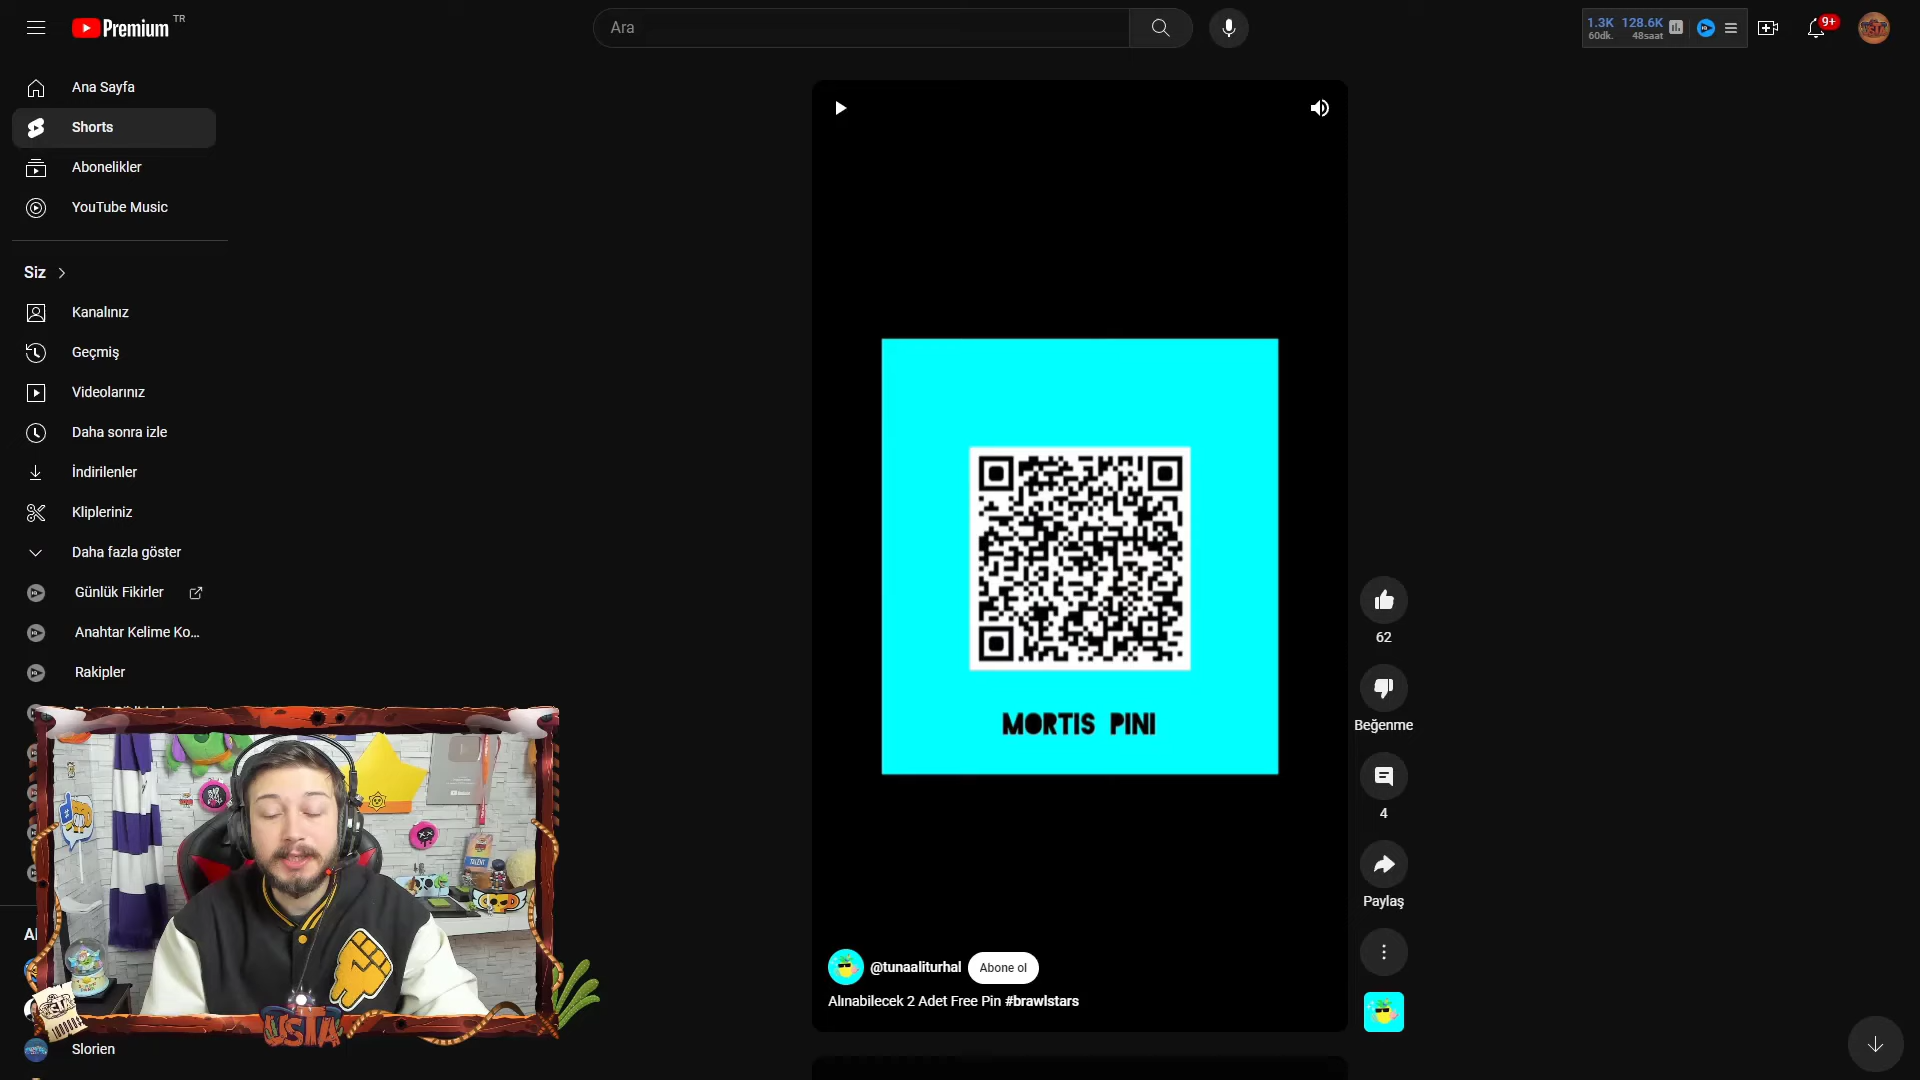 Premium TR
Ara
1.3K 128.6K
60dk. 48saat
9+
Ana Sayfa
Shorts
Abonelikler
YouTube Music
Siz
Kanalınız
Geçmiş
Videolarınız
Daha sonra izle
İndirilenler
Klipleriniz
Daha fazla göster
Günlük Fikirler
Anahtar Kelime Ko...
Rakipler
Slorien
USTA
MORTIS PINI
@tunaaliturhal
Abone ol
Alınabilecek 2 Adet Free Pin #brawlstars
62
Beğenme
4
Paylaş